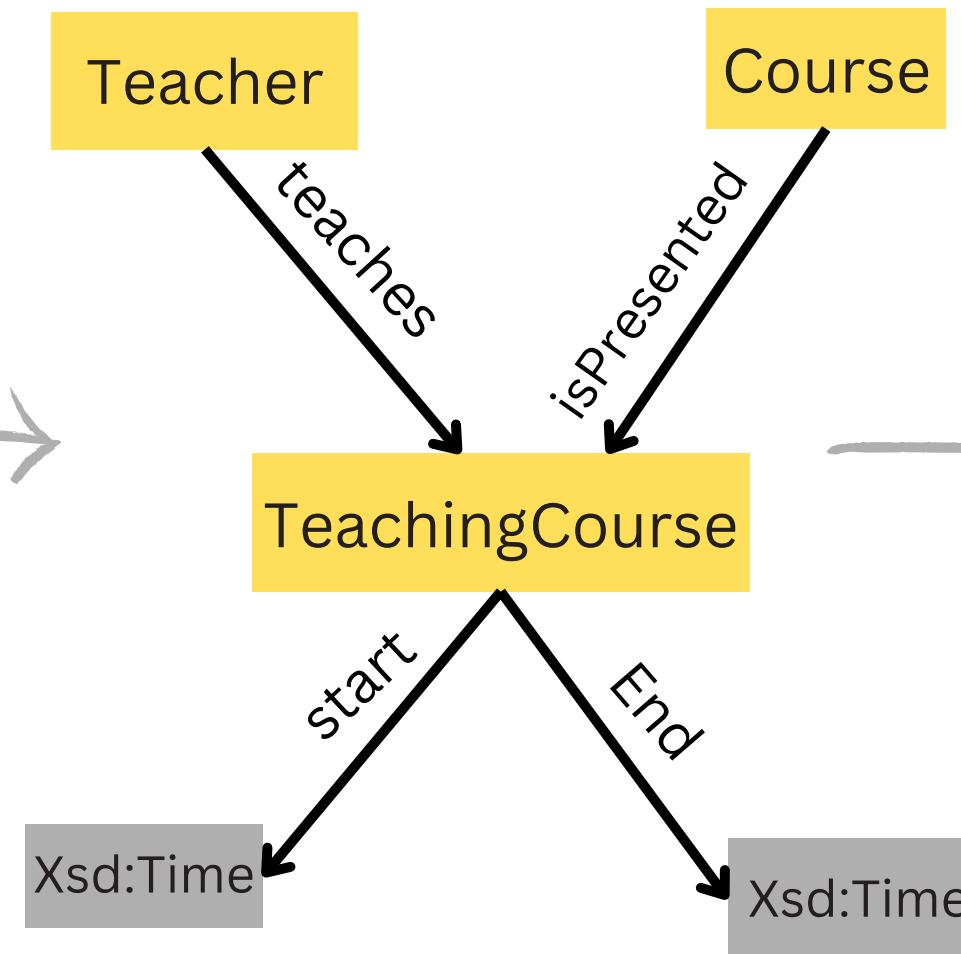 Teacher
Course
teaches
isPresented
TeachingCourse
start
End
Xsd:Time
Xsd:Time